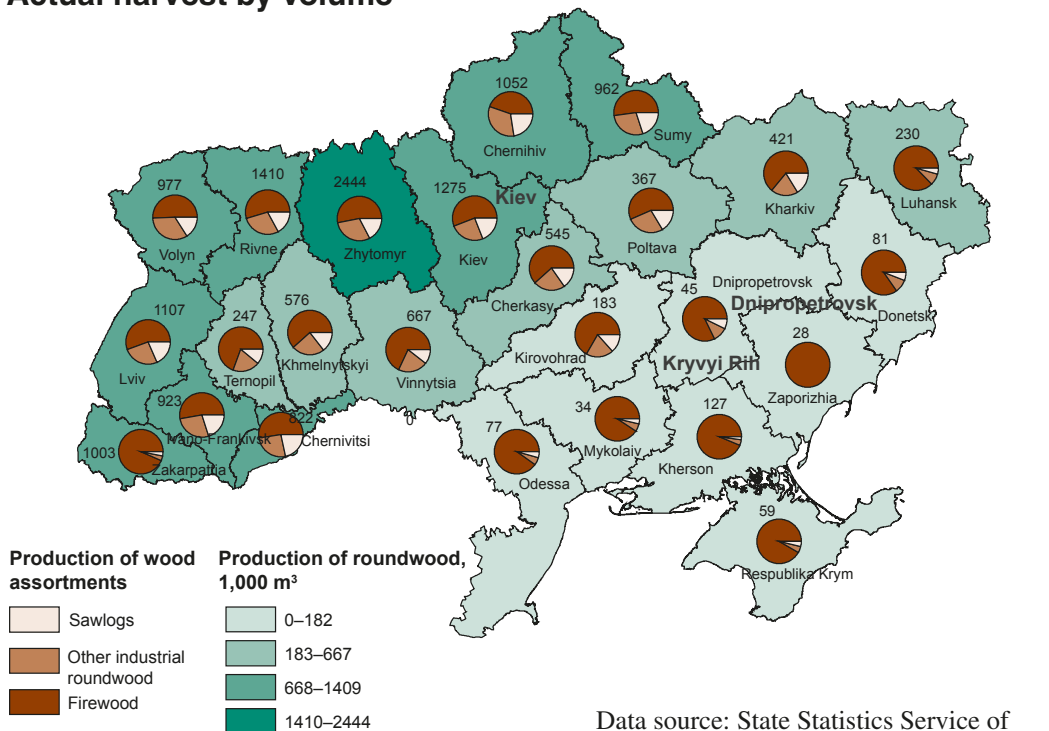 Actual harvest by volume
1052
Chernihiv
962
Sumy
977
Volyn
1410
Rivne
2444
Zhytomyr
1275
Kiev
Kiev
367
Poltava
421
Kharkiv
230
Luhansk
545
Cherkasy
81
Donetsk
1107
Lviv
247
Ternopil
576
Khmelnytskyi
667
Vinnytsia
183
Kirovohrad
45
Dnipropetrovsk
Dnipropetrovsk
Kryvyi Rih
28
Zaporizhia
923
Ivano-Frankivsk
822
Chernivitsi
0
1003
Zakarpattia
77
Odessa
34
Mykolaiv
127
Kherson
59
Respublika Krym
Production of wood
assortments
Sawlogs
Other industrial
roundwood
Firewood
Production of roundwood,
1,000 m³
0–182
183–667
668–1409
1410–2444
Data source: State Statistics Service of